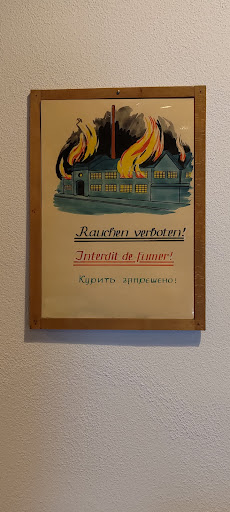 Rauchen verboten!
Interdit de fumer!
Курить запрещено!